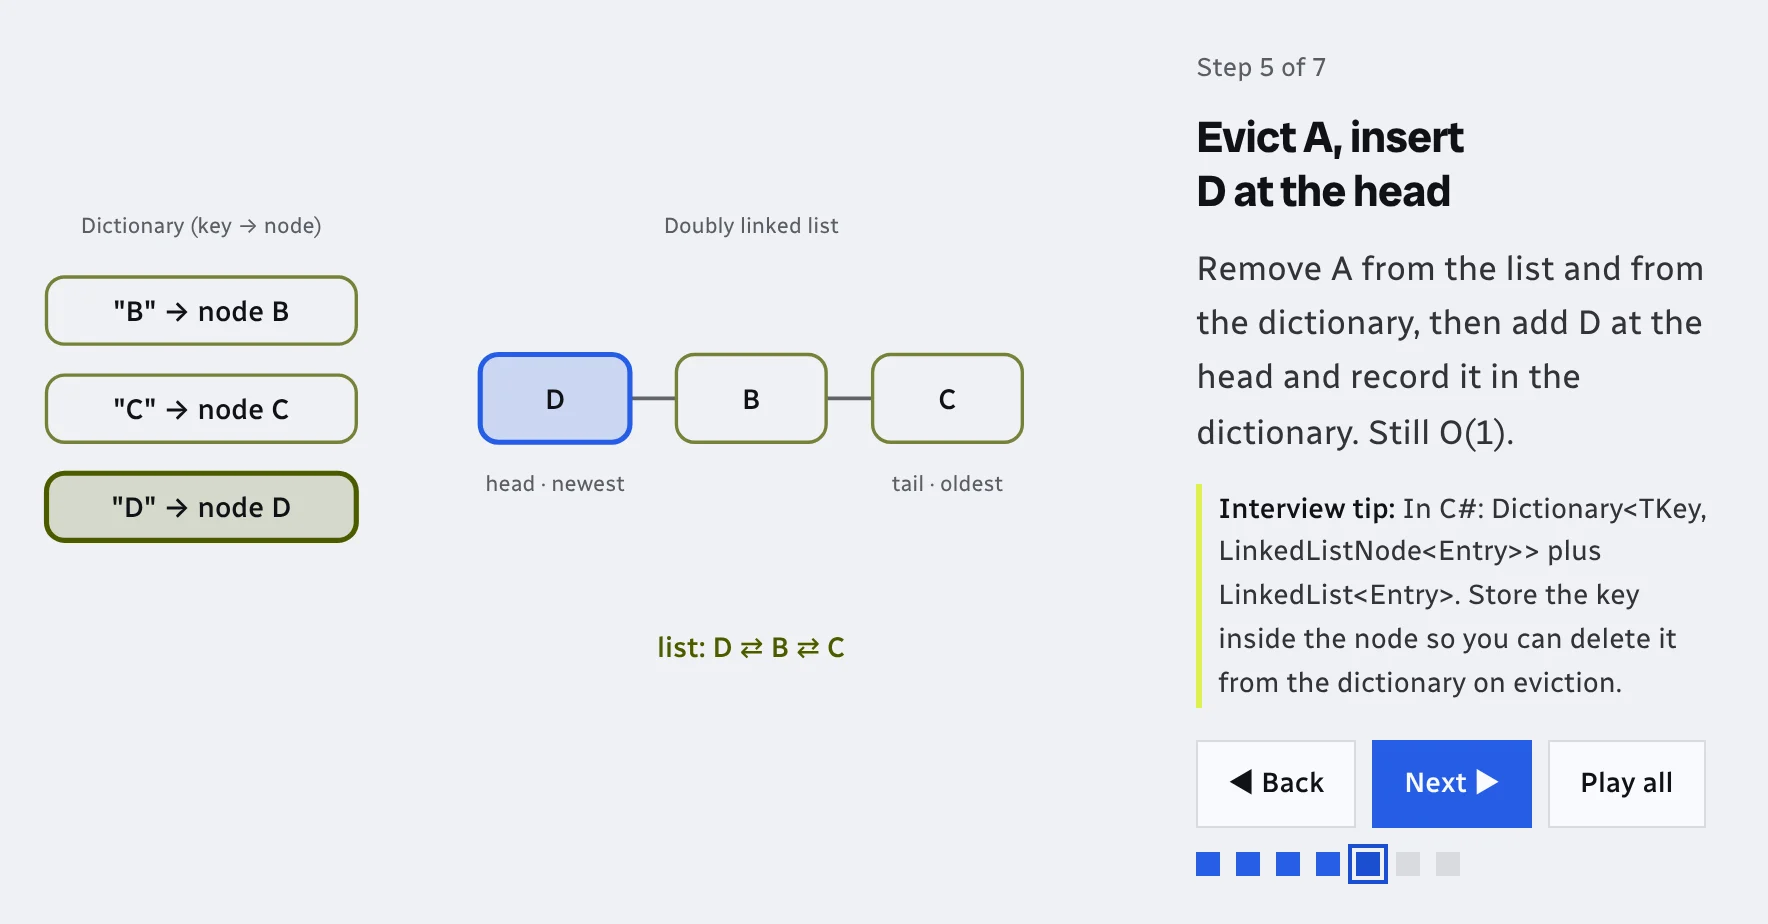 Dictionary (key → node)
"B" → node B
"C" → node C
"D" → node D
Doubly linked list
D
B
C
head · newest
tail · oldest
list: D ⇄ B ⇄ C
Step 5 of 7
Evict A, insert
D at the head
Remove A from the list and from
the dictionary, then add D at the
head and record it in the
dictionary. Still O(1).
Interview tip: In C#: Dictionary<TKey,
LinkedListNode<Entry>> plus
LinkedList<Entry>. Store the key
inside the node so you can delete it
from the dictionary on eviction.
◀ Back
Next ▶
Play all